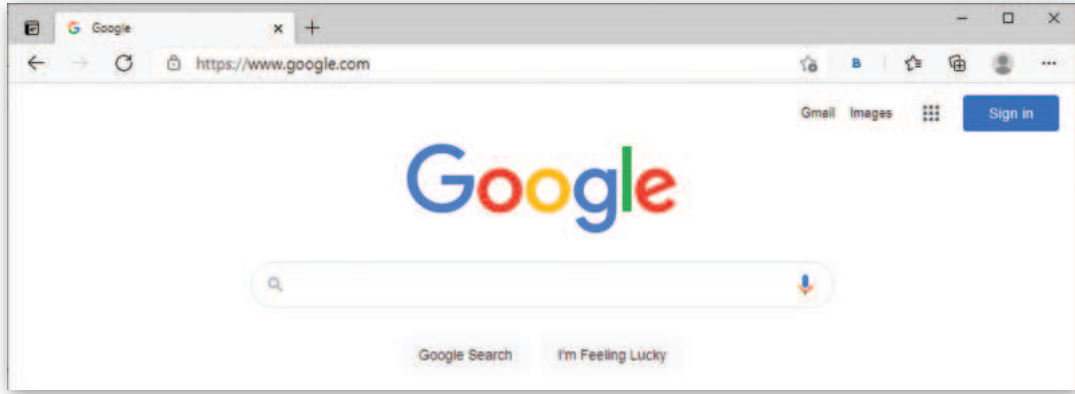 Google
https://www.google.com
B
Gmail Images Sign in
Google
Google Search I'm Feeling Lucky